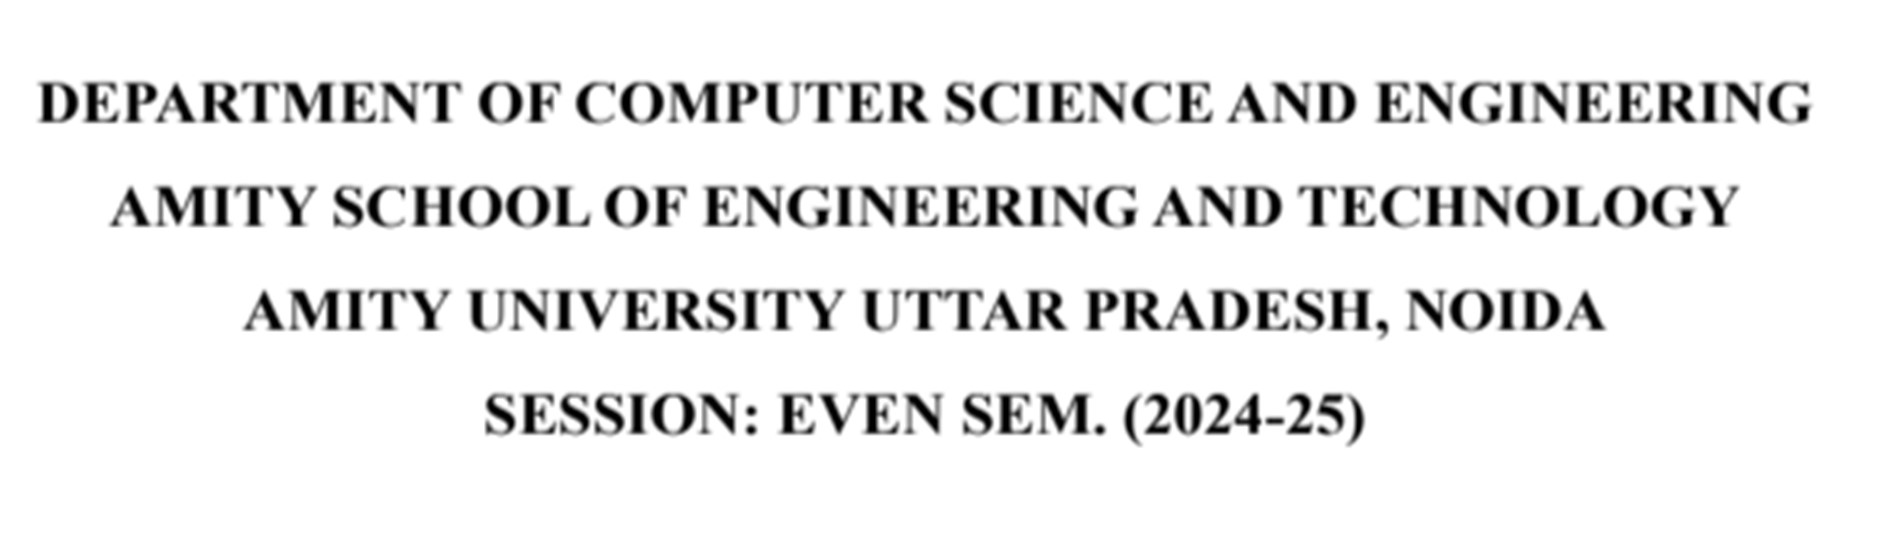 DEPARTMENT OF COMPUTER SCIENCE AND ENGINEERING
AMITY SCHOOL OF ENGINEERING AND TECHNOLOGY
AMITY UNIVERSITY UTTAR PRADESH, NOIDA
SESSION: EVEN SEM. (2024-25)